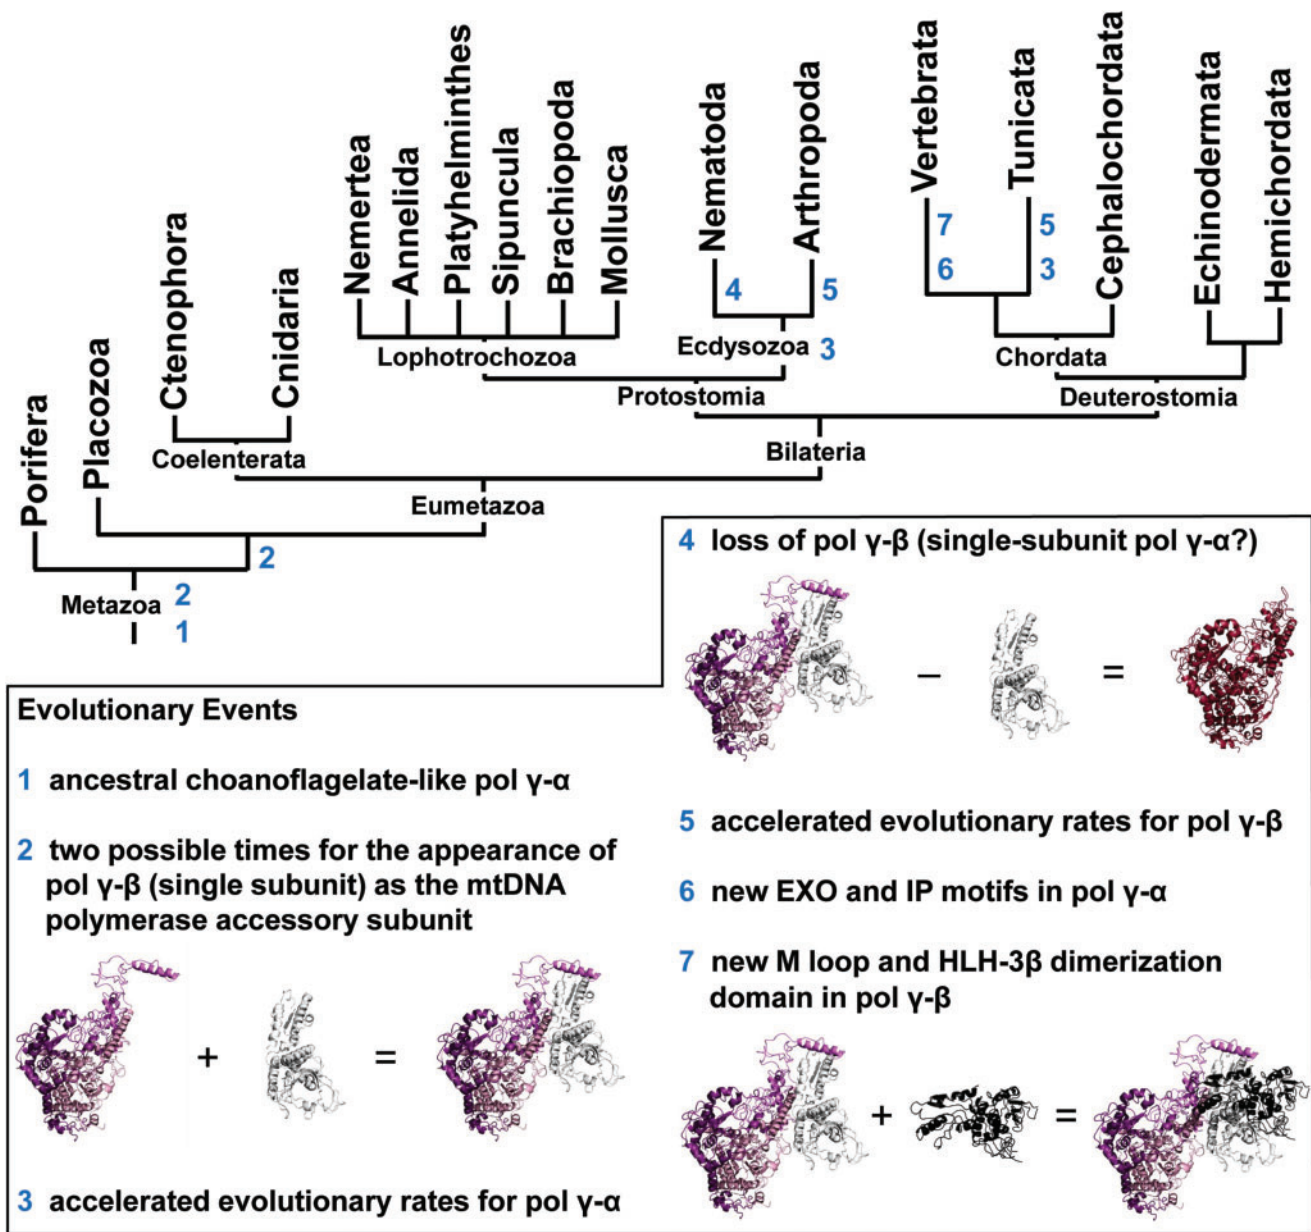 Porifera
Placozoa
Ctenophora
Cnidaria
Nemertea
Annelida
Platyhelminthes
Sipuncula
Brachiopoda
Mollusca
Nematoda
Arthropoda
Vertebrata
Tunicata
Cephalochordata
Echinodermata
Hemichordata
7
5
6
3
4
5
Lophotrochozoa
Ecdysozoa 3
Chordata
Protostomia
Deuterostomia
Coelenterata
Bilateria
Eumetazoa
2
Metazoa 2
1
Evolutionary Events
1 ancestral choanoflagelate-like pol γ-α
2 two possible times for the appearance of
pol γ-β (single subunit) as the mtDNA
polymerase accessory subunit
+ =
3 accelerated evolutionary rates for pol γ-α
4 loss of pol γ-β (single-subunit pol γ-α?)
– =
5 accelerated evolutionary rates for pol γ-β
6 new EXO and IP motifs in pol γ-α
7 new M loop and HLH-3β dimerization
domain in pol γ-β
+ =